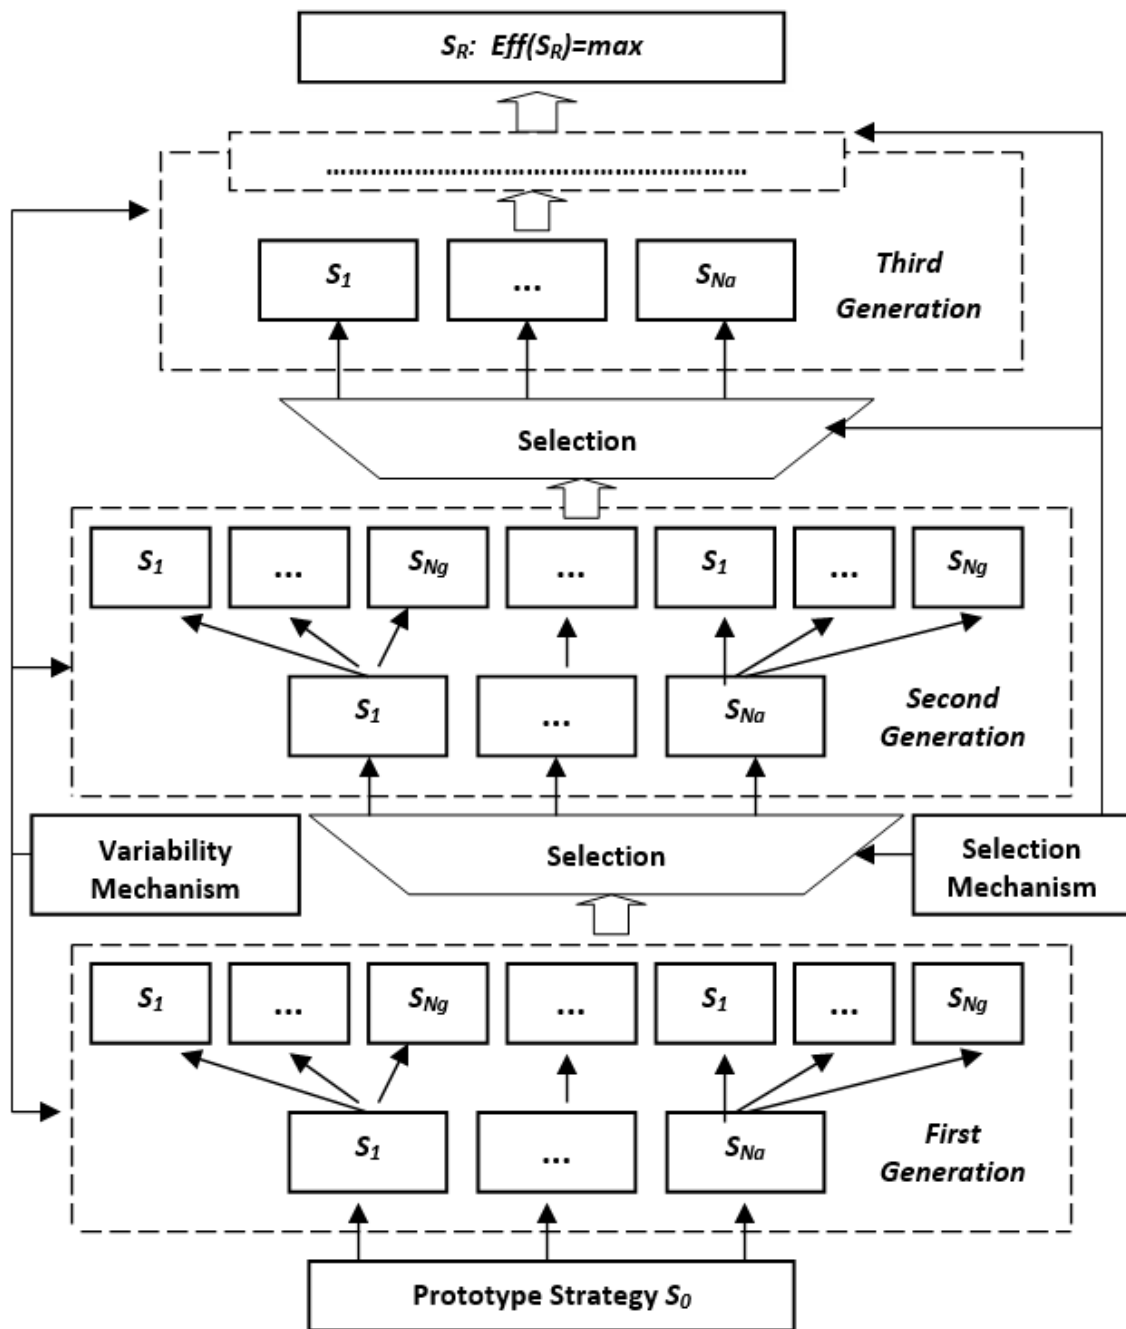 S_R: Eff(S_R)=max
......................................................
S_1 ... S_Na
Third
Generation
Selection
S_1 ... S_Ng ... S_1 ... S_Ng
S_1 ... S_Na
Second
Generation
Variability
Mechanism
Selection
Selection
Mechanism
S_1 ... S_Ng ... S_1 ... S_Ng
S_1 ... S_Na
First
Generation
Prototype Strategy S_0